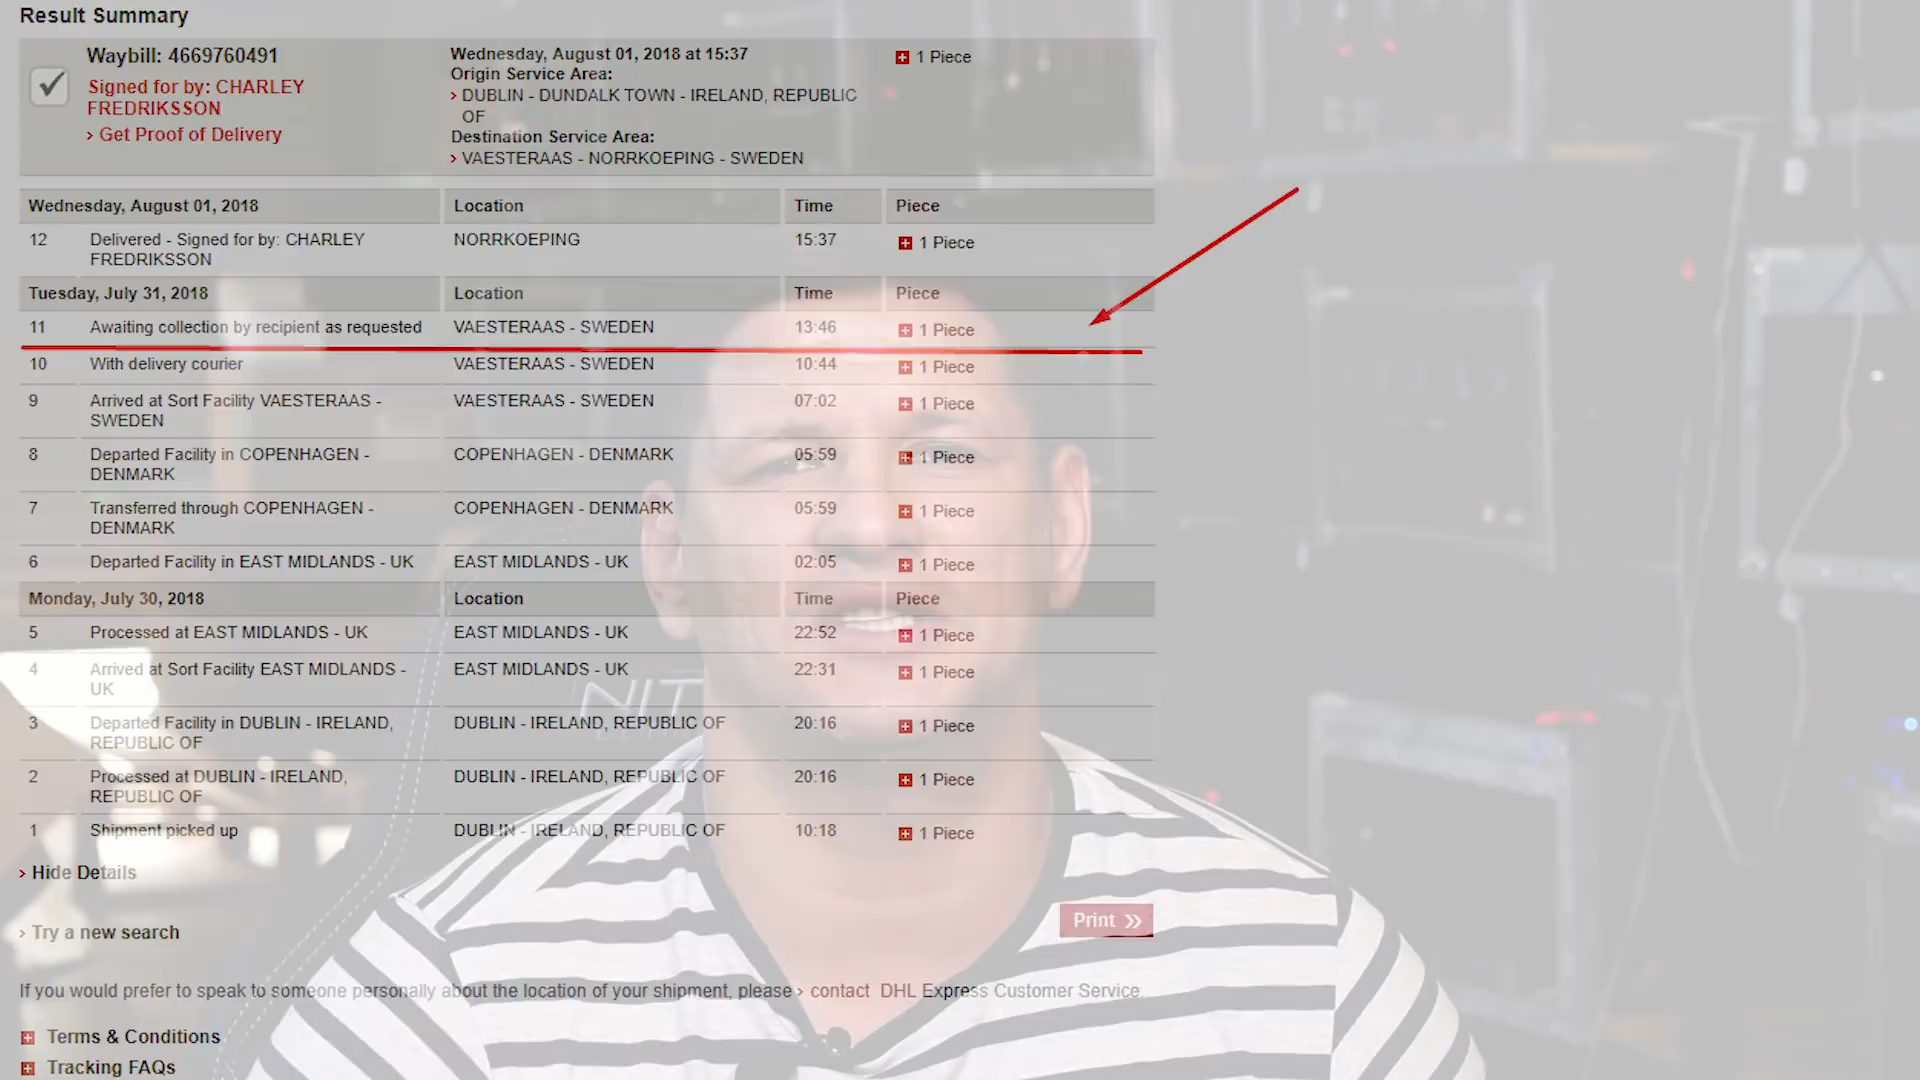 Result Summary
Waybill: 4669760491
Signed for by: CHARLEY
FREDRIKSSON
› Get Proof of Delivery
Wednesday, August 01, 2018 at 15:37
Origin Service Area:
› DUBLIN - DUNDALK TOWN - IRELAND, REPUBLIC
OF
Destination Service Area:
› VAESTERAAS - NORRKOEPING - SWEDEN
1 Piece
Wednesday, August 01, 2018 Location Time Piece
12 Delivered - Signed for by: CHARLEY NORRKOEPING 15:37 1 Piece
FREDRIKSSON
Tuesday, July 31, 2018 Location Time Piece
11 Awaiting collection by recipient as requested VAESTERAAS - SWEDEN 13:46 1 Piece
10 With delivery courier VAESTERAAS - SWEDEN 10:44 1 Piece
9 Arrived at Sort Facility VAESTERAAS - VAESTERAAS - SWEDEN 07:02 1 Piece
SWEDEN
8 Departed Facility in COPENHAGEN - COPENHAGEN - DENMARK 05:59 1 Piece
DENMARK
7 Transferred through COPENHAGEN - COPENHAGEN - DENMARK 05:59 1 Piece
DENMARK
6 Departed Facility in EAST MIDLANDS - UK EAST MIDLANDS - UK 02:05 1 Piece
Monday, July 30, 2018 Location Time Piece
5 Processed at EAST MIDLANDS - UK EAST MIDLANDS - UK 22:52 1 Piece
4 Arrived at Sort Facility EAST MIDLANDS - EAST MIDLANDS - UK 22:31 1 Piece
UK
3 Departed Facility in DUBLIN - IRELAND, DUBLIN - IRELAND, REPUBLIC OF 20:16 1 Piece
REPUBLIC OF
2 Processed at DUBLIN - IRELAND, DUBLIN - IRELAND, REPUBLIC OF 20:16 1 Piece
REPUBLIC OF
1 Shipment picked up DUBLIN - IRELAND, REPUBLIC OF 10:18 1 Piece
› Hide Details
Print »
› Try a new search
If you would prefer to speak to someone personally about the location of your shipment, please › contact DHL Express Customer Service.
Terms & Conditions
Tracking FAQs